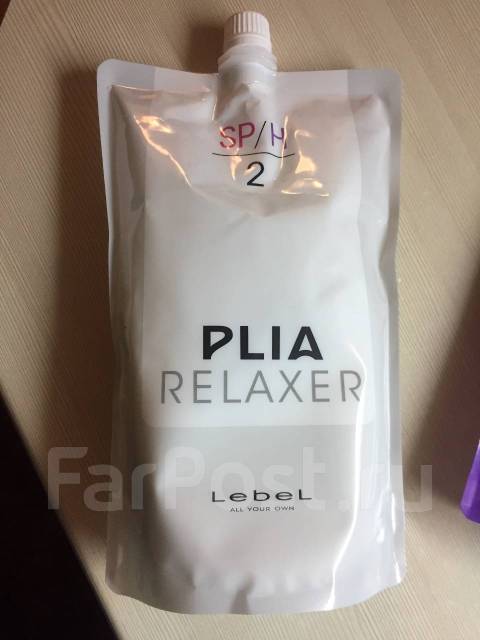 SP/H
2
PLIA
RELAXER
LebeL
ALL YOUR OWN
FarPost.ru